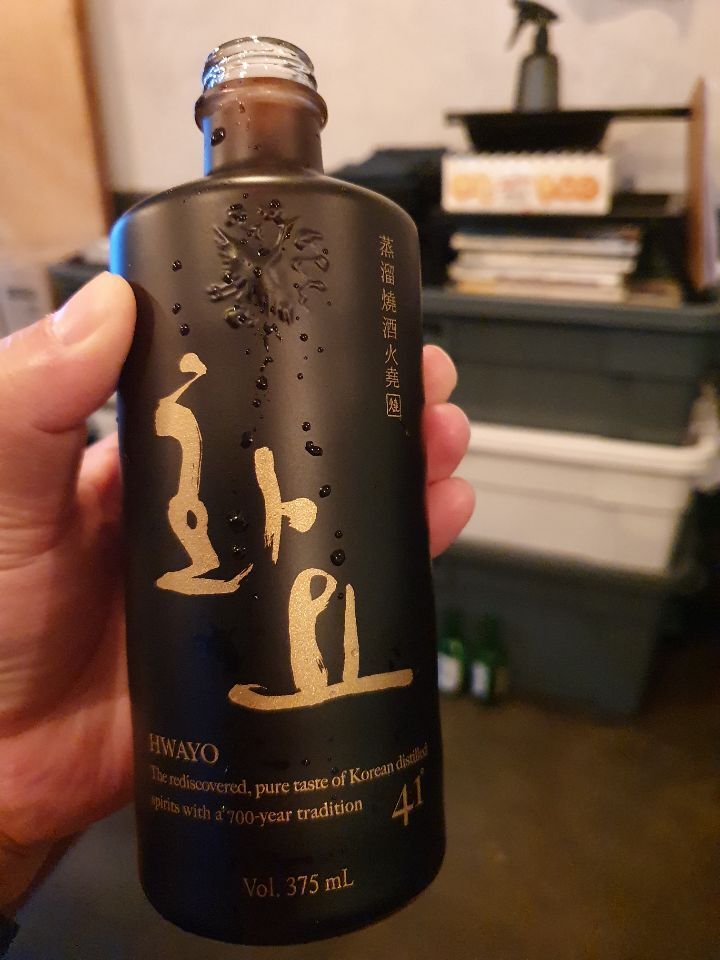 蒸溜燒酒火堯
燒
화요
HWAYO
The rediscovered, pure taste of Korean distilled
spirits with a 700-year tradition
41°
Vol. 375 mL